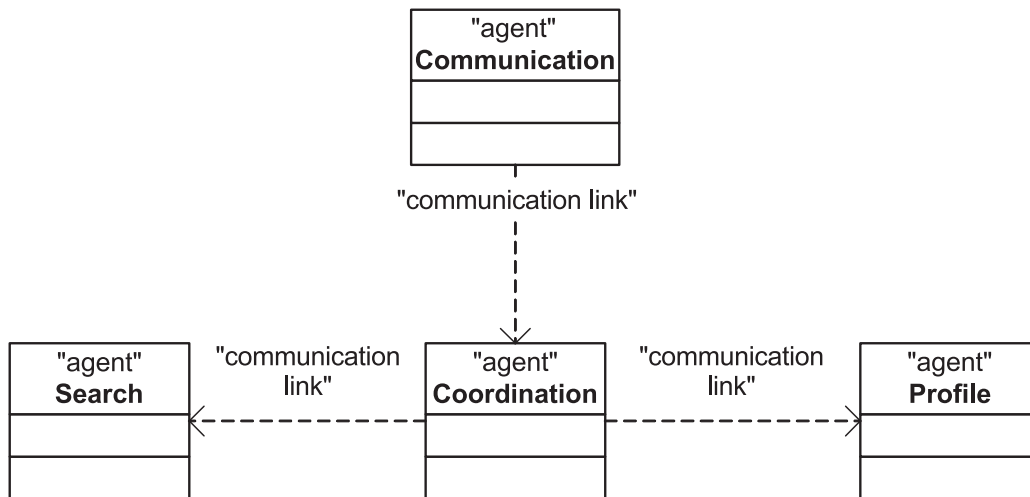 "agent"
Communication
"communication link"
"agent"
Search
"communication
link"
"agent"
Coordination
"communication
link"
"agent"
Profile